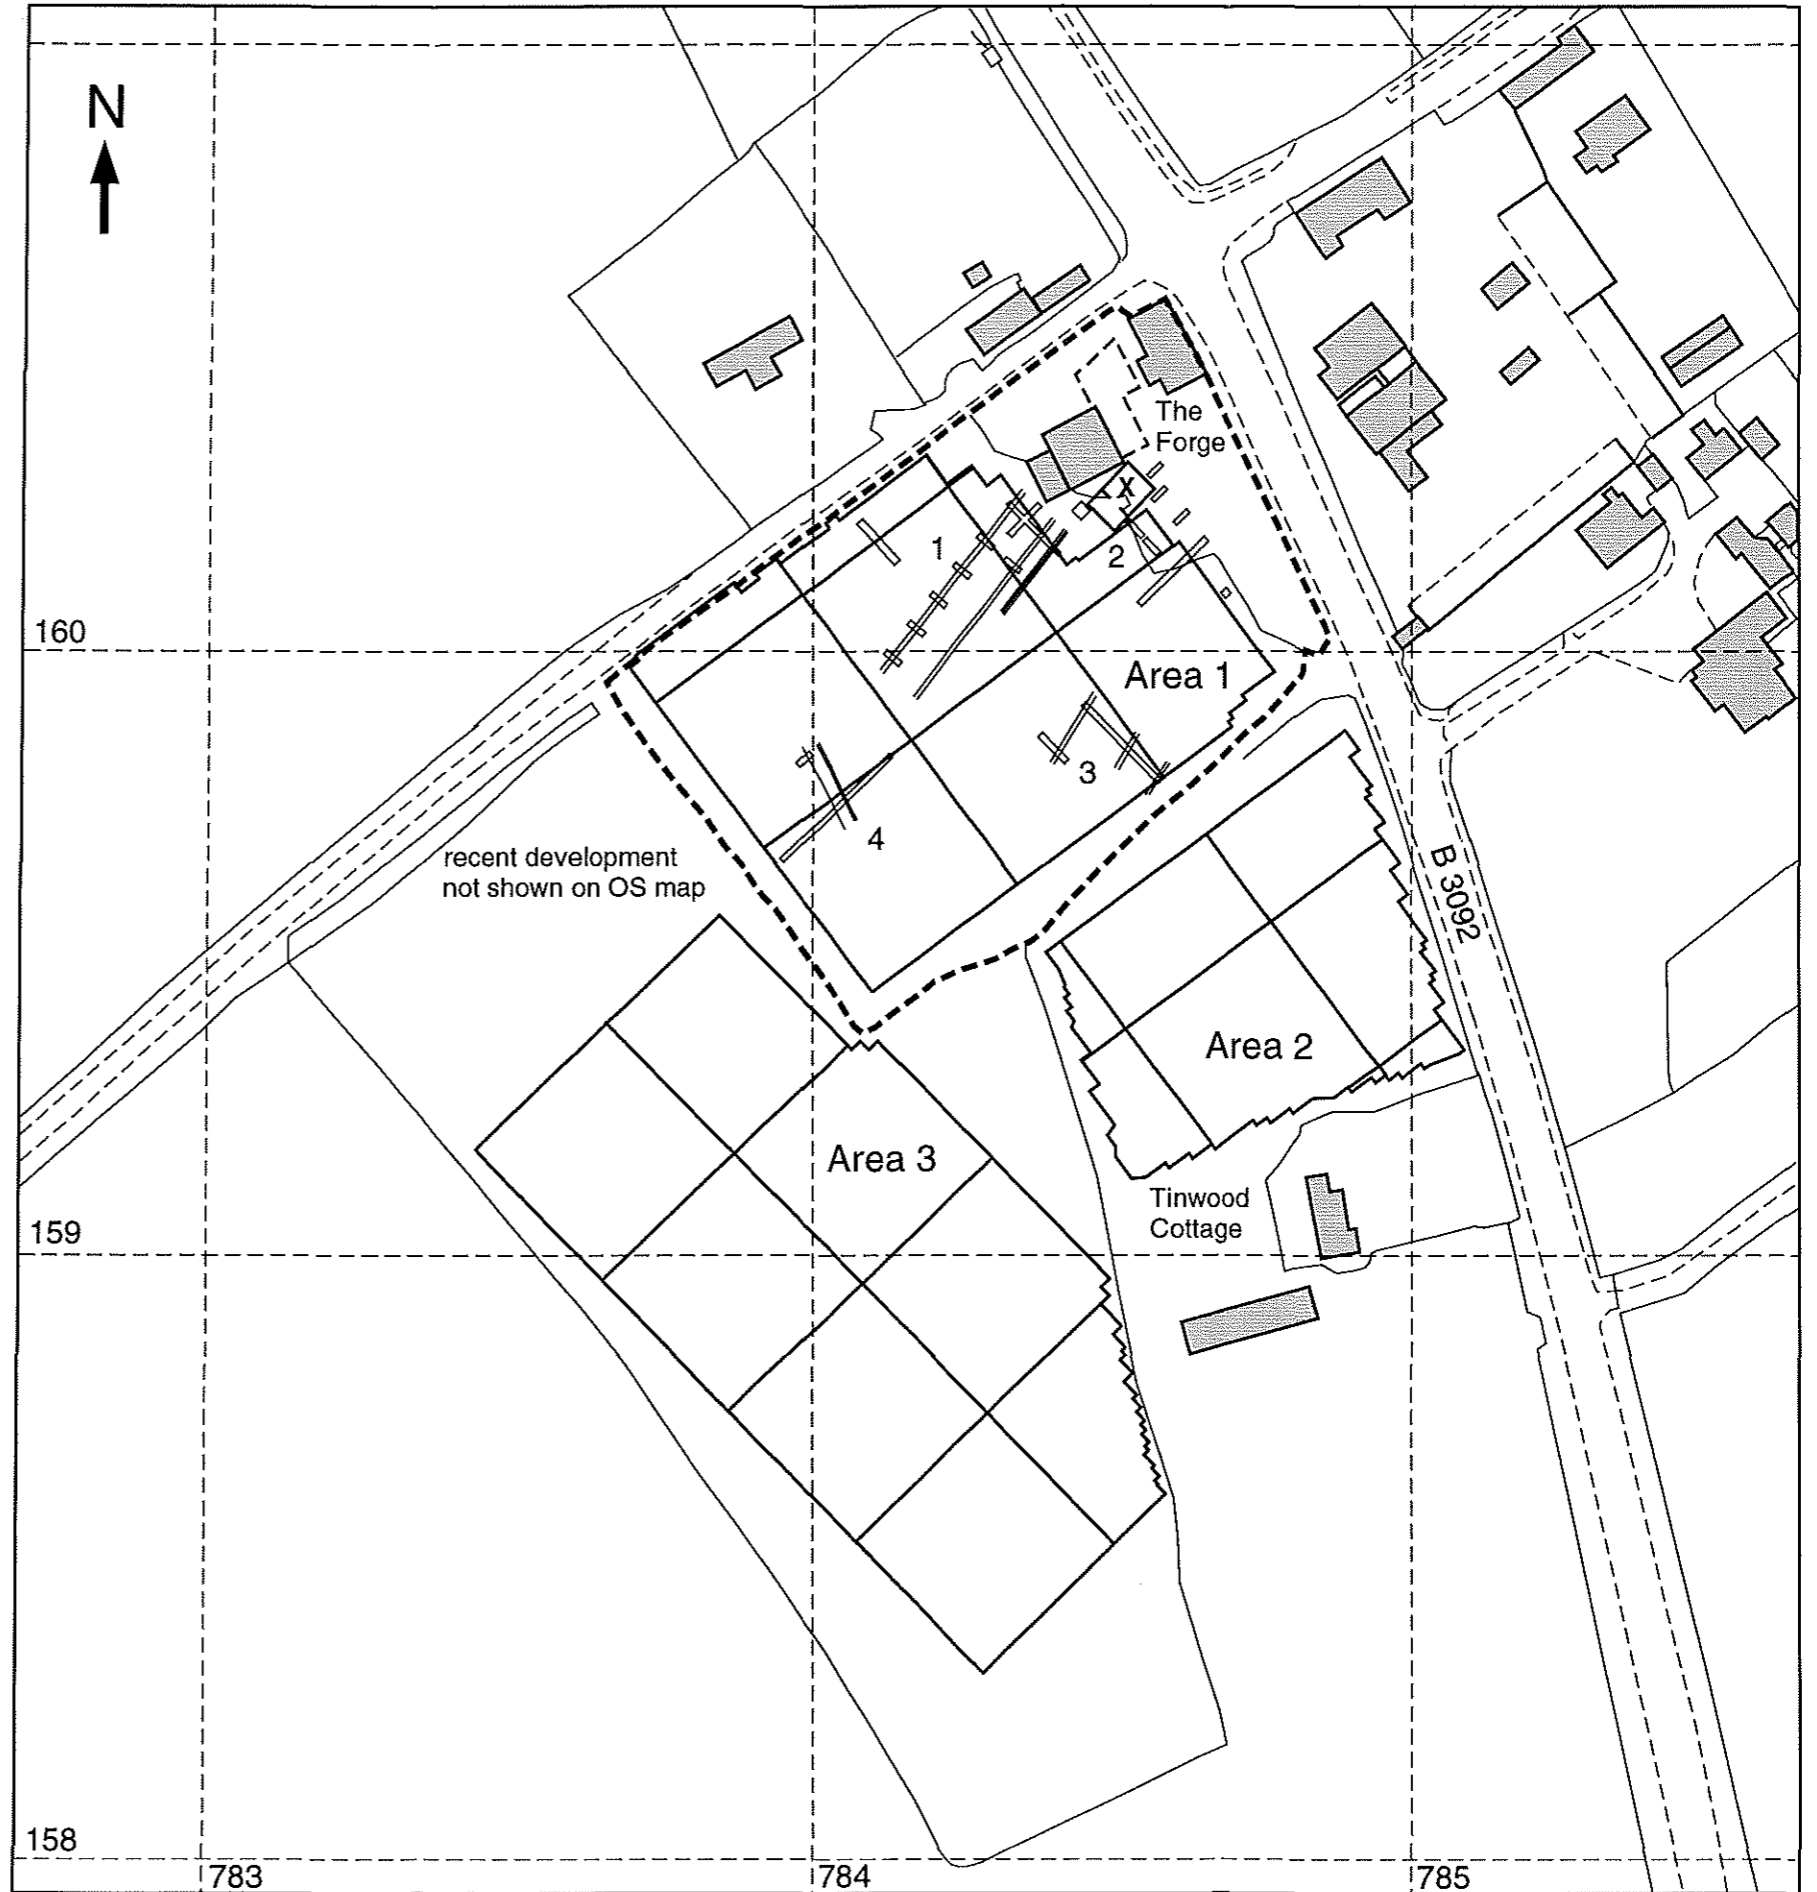 N
The
Forge
X
1
2
160
Area 1
3
4
recent development
not shown on OS map
B 3092
Area 2
Area 3
Tinwood
Cottage
159
158
783
784
785